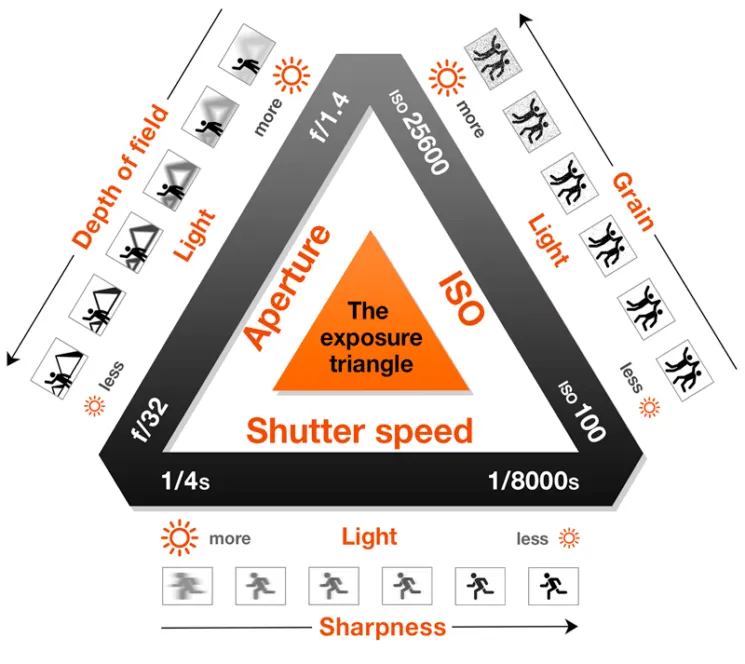 f/1.4
ISO 25600
more
more
Depth of field
Light
Grain
Light
Aperture
ISO
The
exposure
triangle
less
less
f/32
ISO 100
Shutter speed
1/4s
1/8000s
more
Light
less
Sharpness